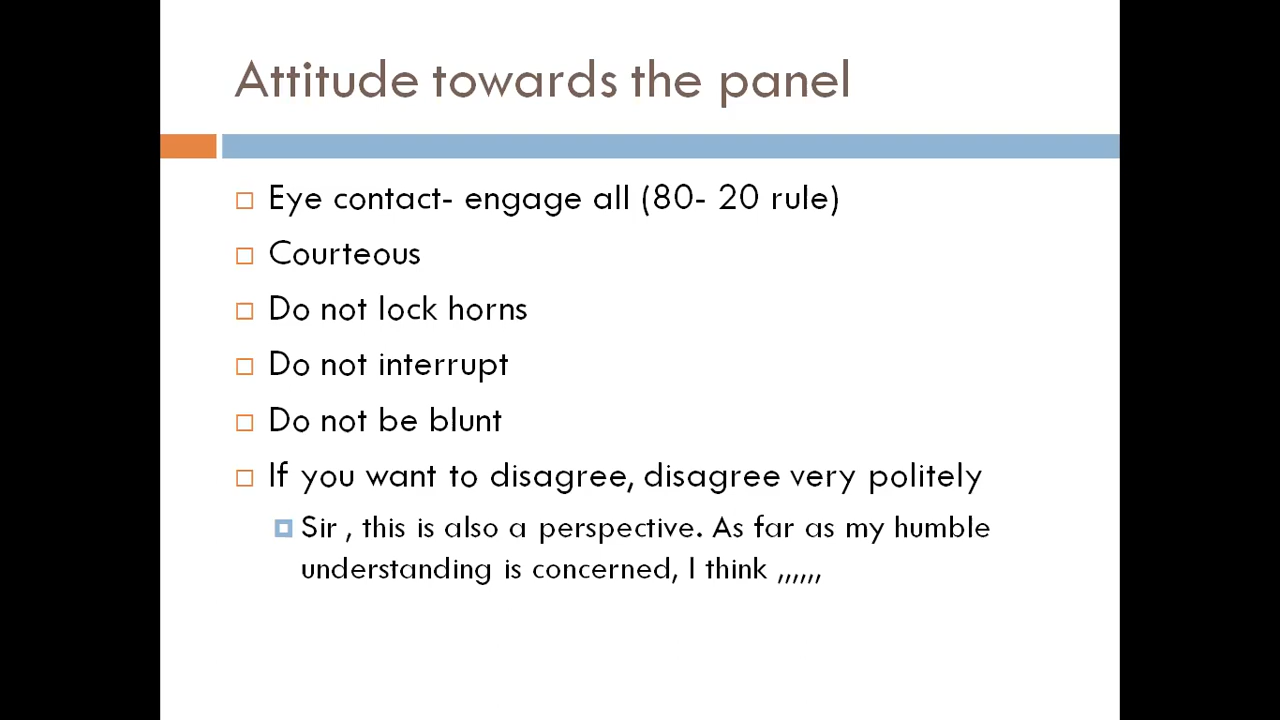 Attitude towards the panel
Eye contact- engage all (80- 20 rule)
Courteous
Do not lock horns
Do not interrupt
Do not be blunt
If you want to disagree, disagree very politely
Sir , this is also a perspective. As far as my humble
understanding is concerned, I think ,,,,,,